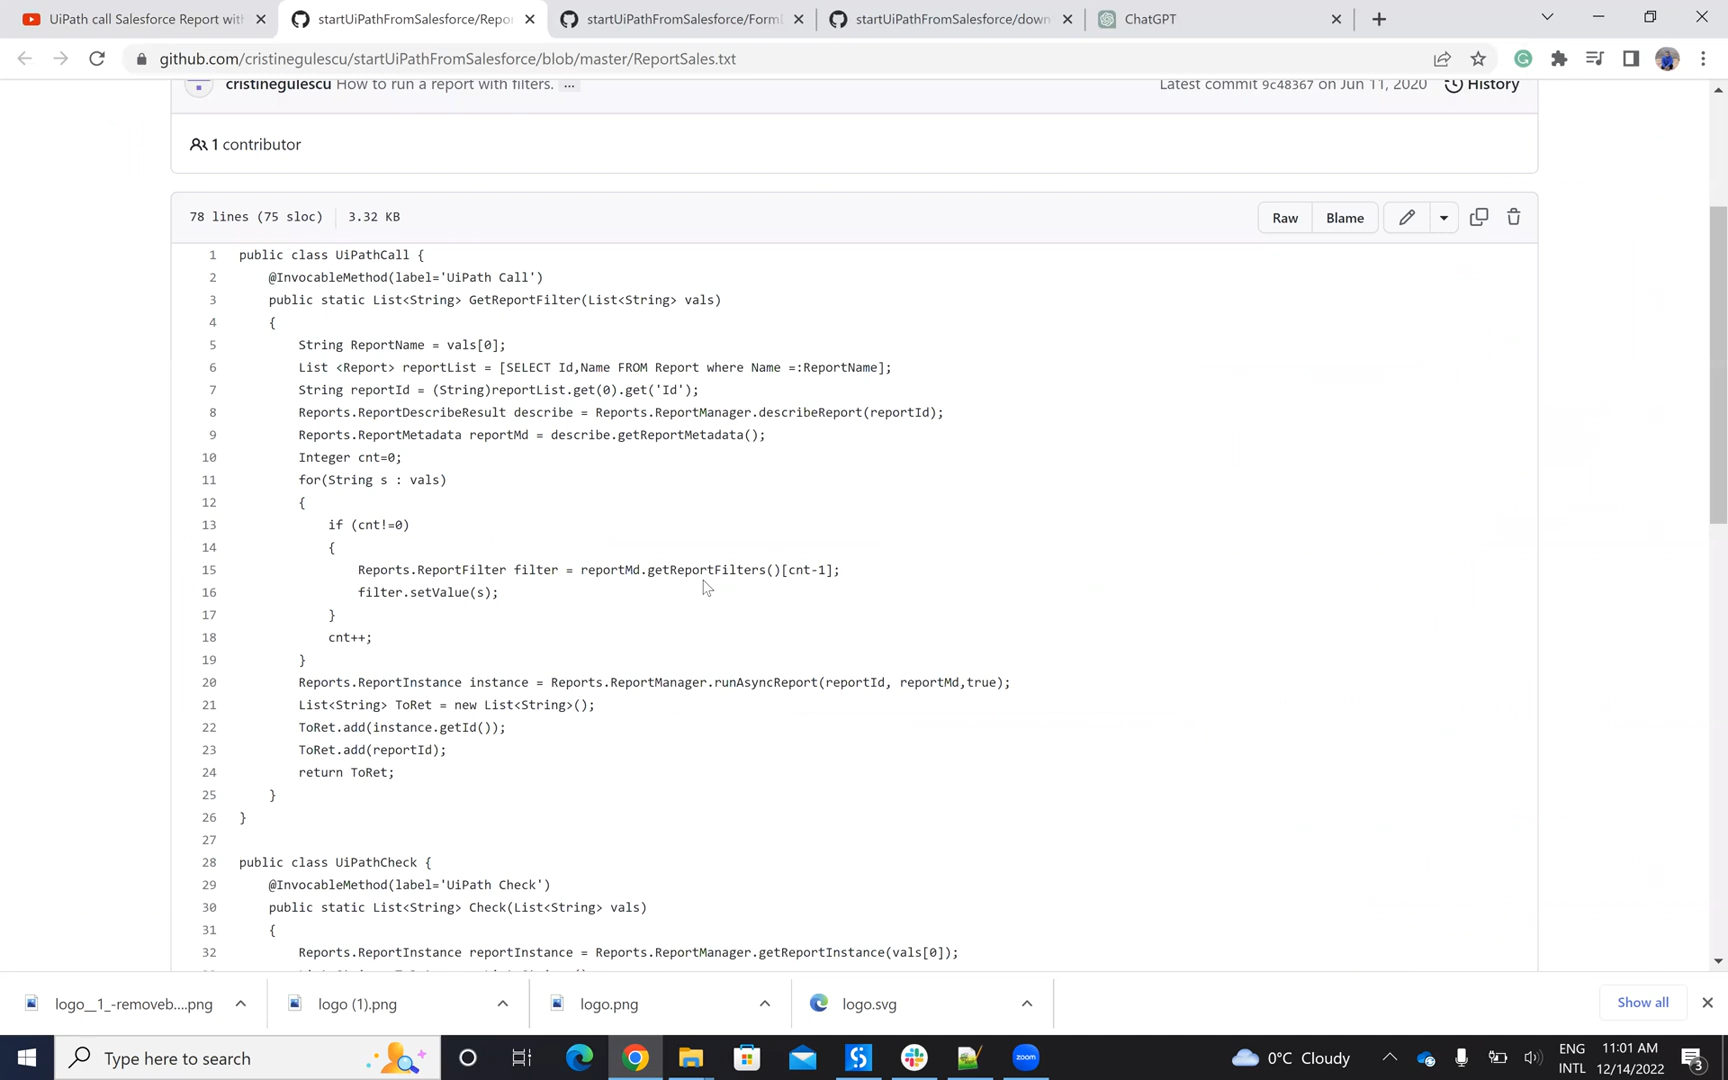 UiPath call Salesforce Report with
startUiPathFromSalesforce/Repor
startUiPathFromSalesforce/FormD
startUiPathFromSalesforce/down
ChatGPT
github.com/cristinegulescu/startUiPathFromSalesforce/blob/master/ReportSales.txt
cristinegulescu How to run a report with filters. ...
Latest commit 9c48367 on Jun 11, 2020 History
1 contributor
78 lines (75 sloc) 3.32 KB
Raw Blame
1 public class UiPathCall {
2 @InvocableMethod(label='UiPath Call')
3 public static List<String> GetReportFilter(List<String> vals)
4 {
5 String ReportName = vals[0];
6 List <Report> reportList = [SELECT Id,Name FROM Report where Name =:ReportName];
7 String reportId = (String)reportList.get(0).get('Id');
8 Reports.ReportDescribeResult describe = Reports.ReportManager.describeReport(reportId);
9 Reports.ReportMetadata reportMd = describe.getReportMetadata();
10 Integer cnt=0;
11 for(String s : vals)
12 {
13 if (cnt!=0)
14 {
15 Reports.ReportFilter filter = reportMd.getReportFilters()[cnt-1];
16 filter.setValue(s);
17 }
18 cnt++;
19 }
20 Reports.ReportInstance instance = Reports.ReportManager.runAsyncReport(reportId, reportMd,true);
21 List<String> ToRet = new List<String>();
22 ToRet.add(instance.getId());
23 ToRet.add(reportId);
24 return ToRet;
25 }
26 }
27
28 public class UiPathCheck {
29 @InvocableMethod(label='UiPath Check')
30 public static List<String> Check(List<String> vals)
31 {
32 Reports.ReportInstance reportInstance = Reports.ReportManager.getReportInstance(vals[0]);
logo__1_-removeb....png
logo (1).png
logo.png
logo.svg
Show all
Type here to search
zoom
0°C Cloudy
ENG
INTL
11:01 AM
12/14/2022
3